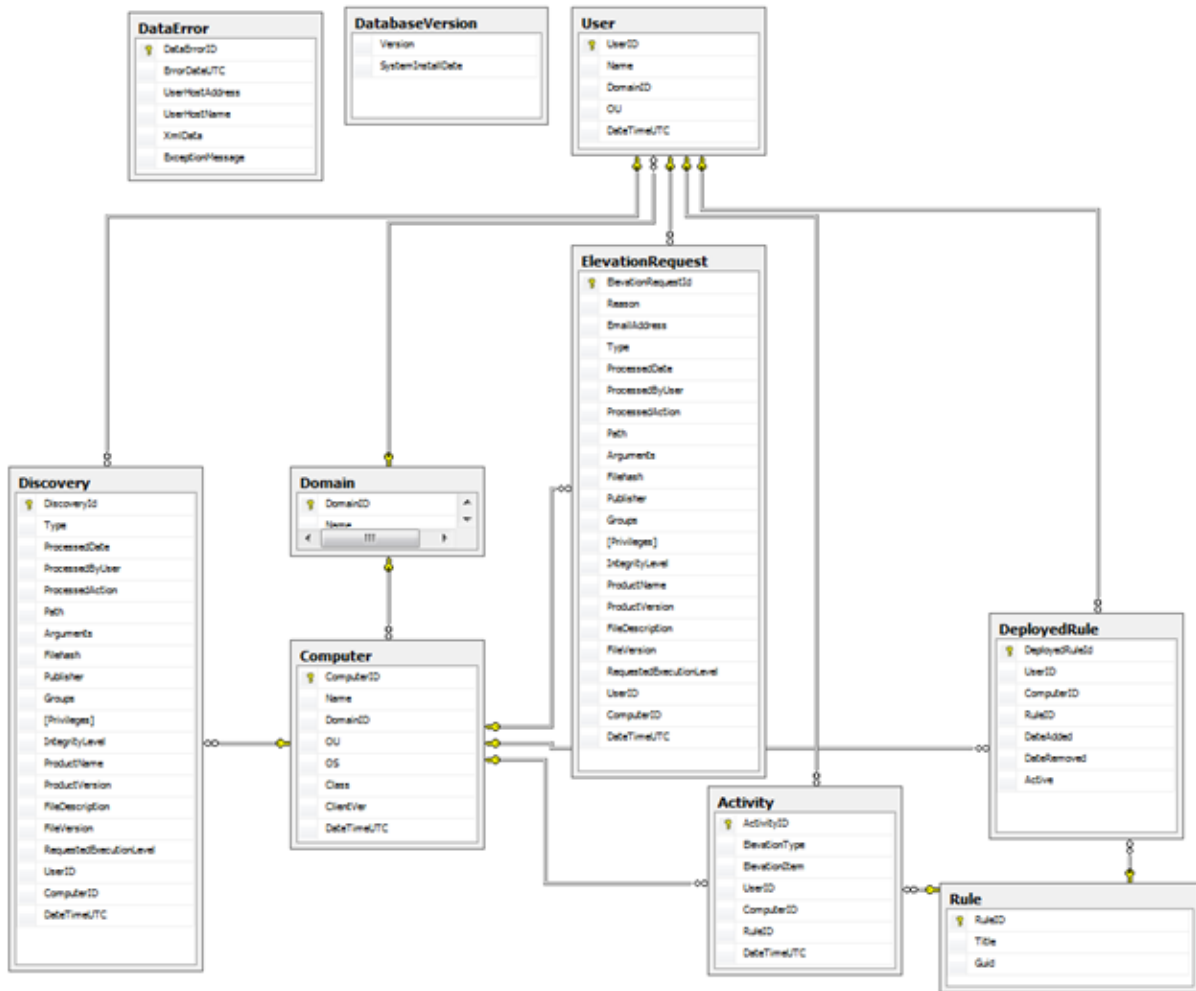 DataError
DataErrorID
ErrorDateUTC
UserHostAddress
UserHostName
XmlData
ExceptionMessage
DatabaseVersion
Version
SystemInstallDate
User
UserID
Name
DomainID
OU
DateTimeUTC
ElevationRequest
ElevationRequestId
Reason
EmailAddress
Type
ProcessedDate
ProcessedByUser
ProcessedAction
Path
Arguments
Filehash
Publisher
Groups
[Privileges]
IntegrityLevel
ProductName
ProductVersion
FileDescription
FileVersion
RequestedExecutionLevel
UserID
ComputerID
DateTimeUTC
Discovery
DiscoveryId
Type
ProcessedDate
ProcessedByUser
ProcessedAction
Path
Arguments
Filehash
Publisher
Groups
[Privileges]
IntegrityLevel
ProductName
ProductVersion
FileDescription
FileVersion
RequestedExecutionLevel
UserID
ComputerID
DateTimeUTC
Domain
DomainID
Name
Computer
ComputerID
Name
DomainID
OU
OS
Class
ClientVer
DateTimeUTC
DeployedRule
DeployedRuleId
UserID
ComputerID
RuleID
DateAdded
DateRemoved
Active
Activity
ActivityID
ElevationType
ElevationItem
UserID
ComputerID
RuleID
DateTimeUTC
Rule
RuleID
Title
Guid